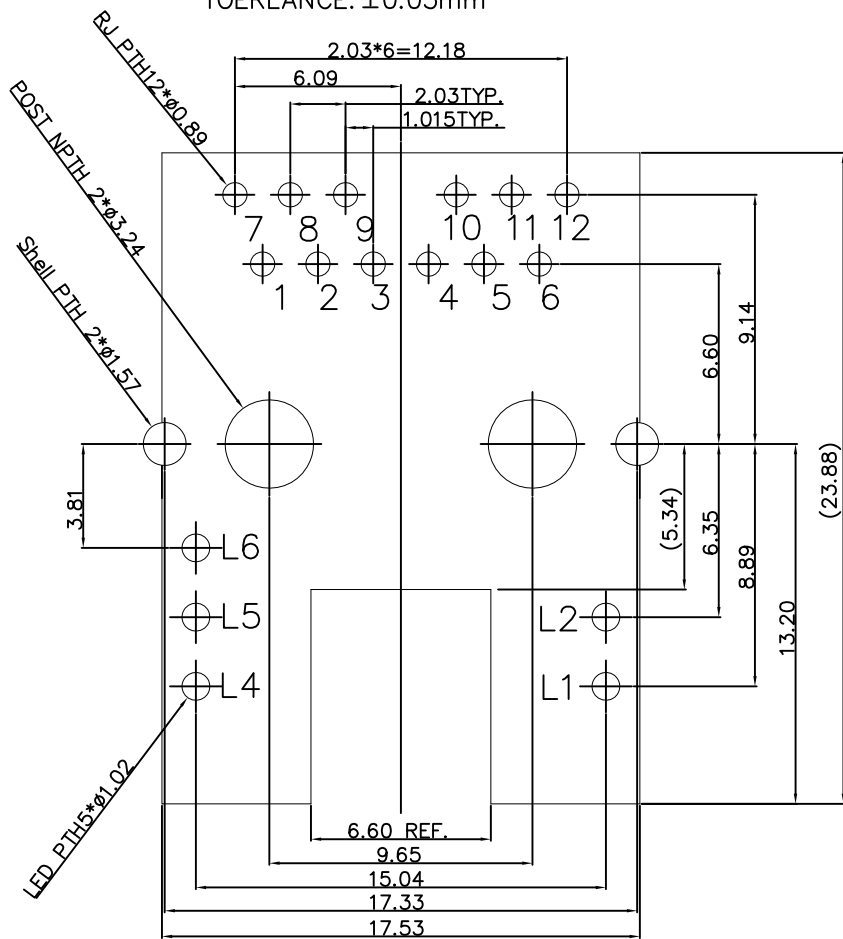 TOERLANCE: ±0.05mm
RJ PTH12*ø0.89
2.03*6=12.18
6.09
2.03TYP.
1.015TYP.
POST NPTH 2*ø3.24
Shell PTH 2*ø1.57
7 8 9 10 11 12
1 2 3 4 5 6
9.14
6.60
(23.88)
3.81
(5.34)
6.35
8.89
13.20
L6
L5
L2
L4
L1
LED PTH5*ø1.02
6.60 REF.
9.65
15.04
17.33
17.53